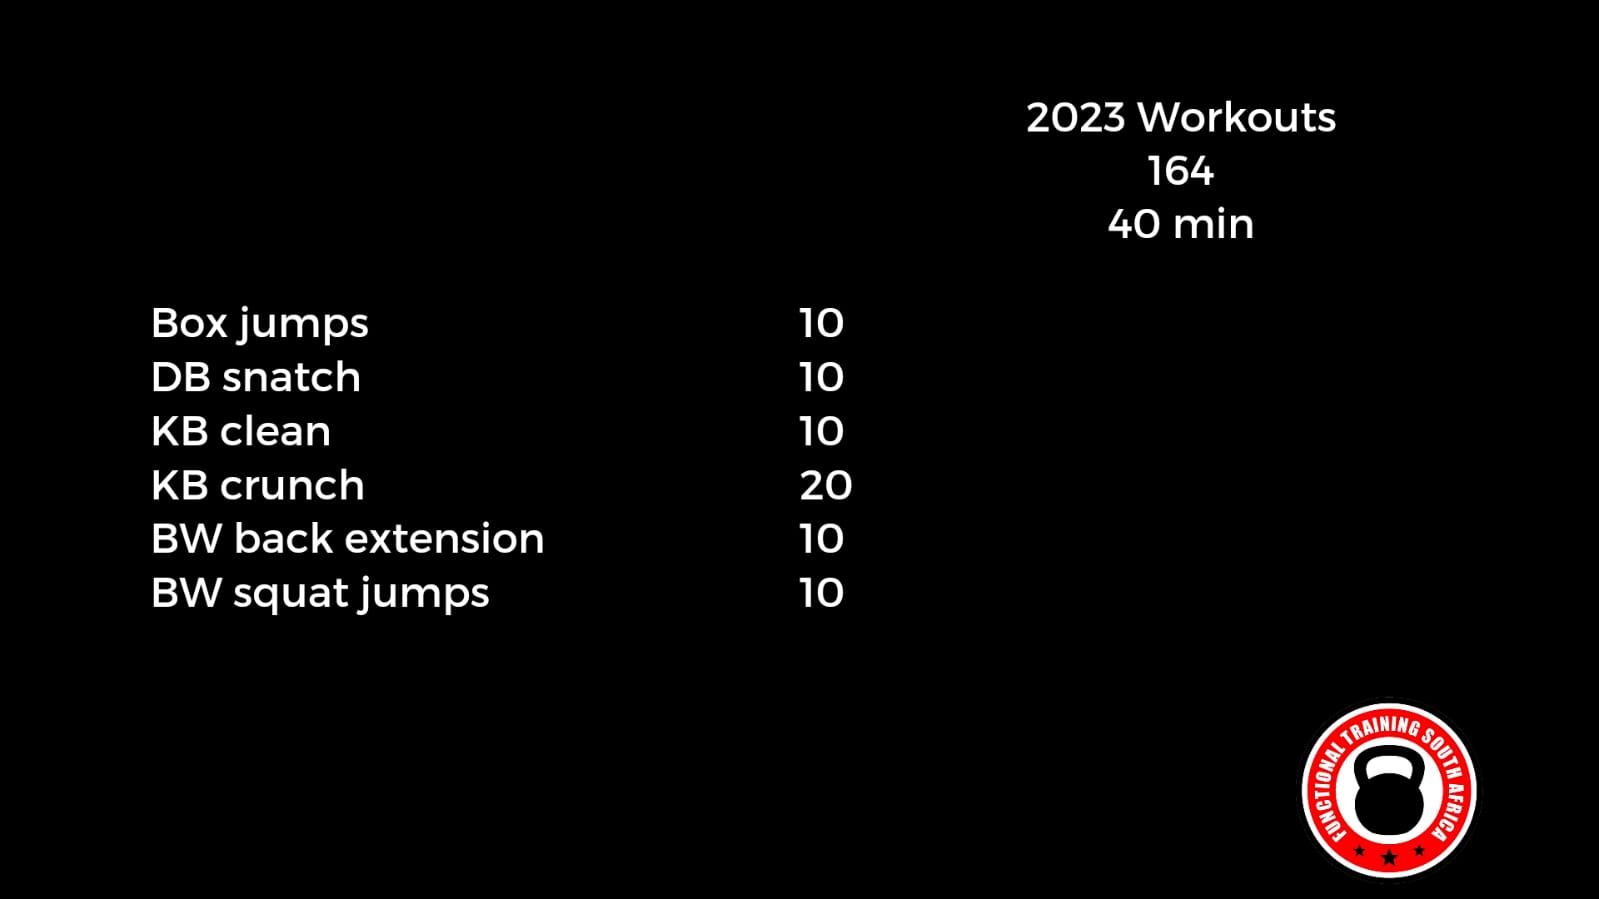 2023 Workouts
164
40 min
Box jumps 10
DB snatch 10
KB clean 10
KB crunch 20
BW back extension 10
BW squat jumps 10
FUNCTIONAL TRAINING SOUTH AFRICA